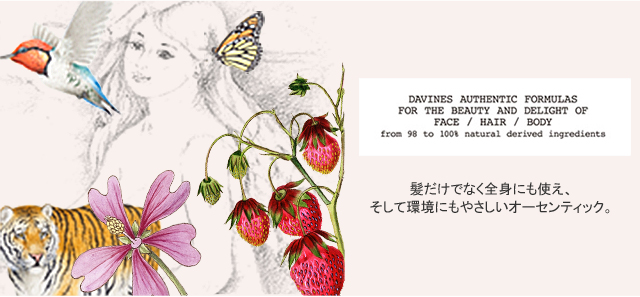 DAVINES AUTHENTIC FORMULAS
FOR THE BEAUTY AND DELIGHT OF
FACE / HAIR / BODY
from 98 to 100% natural derived ingredients
髪だけでなく全身にも使え、
そして環境にもやさしいオーセンティック。